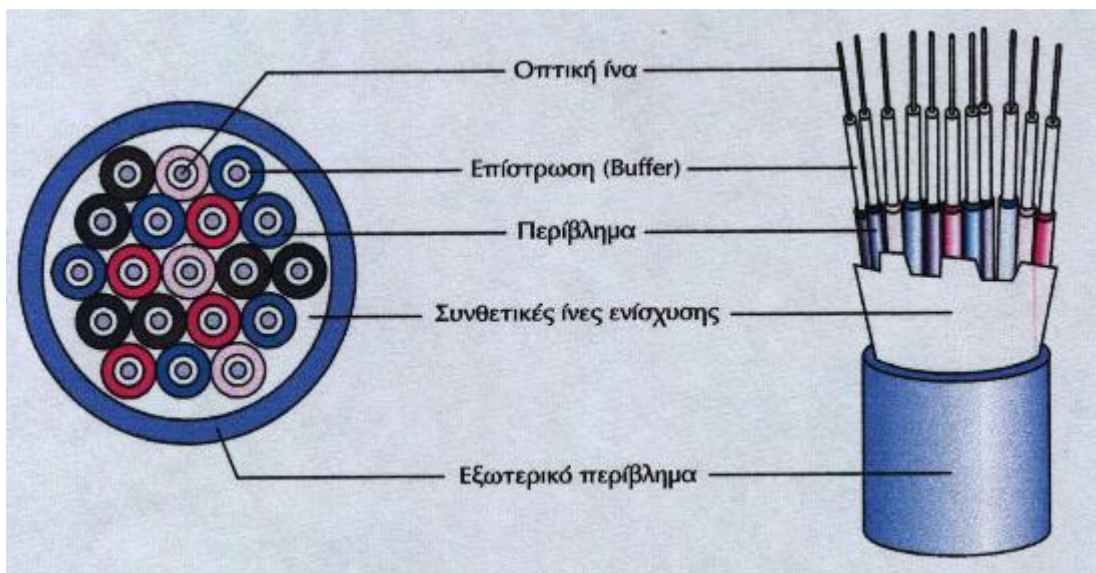 Οπτική ίνα
Επίστρωση (Buffer)
Περίβλημα
Συνθετικές ίνες ενίσχυσης
Εξωτερικό περίβλημα